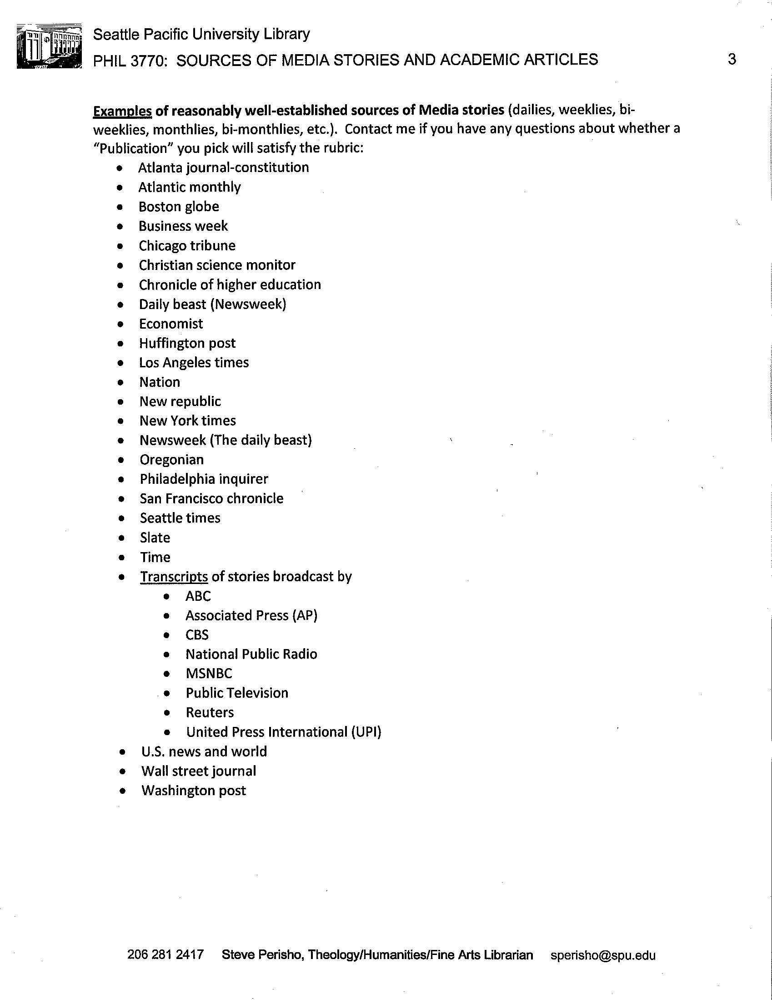 Seattle Pacific University Library
PHIL 3770: SOURCES OF MEDIA STORIES AND ACADEMIC ARTICLES 3
Examples of reasonably well-established sources of Media stories (dailies, weeklies, bi-
weeklies, monthlies, bi-monthlies, etc.). Contact me if you have any questions about whether a
“Publication” you pick will satisfy the rubric:
• Atlanta journal-constitution
• Atlantic monthly
• Boston globe
• Business week
• Chicago tribune
• Christian science monitor
• Chronicle of higher education
• Daily beast (Newsweek)
• Economist
• Huffington post
• Los Angeles times
• Nation
• New republic
• New York times
• Newsweek (The daily beast)
• Oregonian
• Philadelphia inquirer
• San Francisco chronicle
• Seattle times
• Slate
• Time
• Transcripts of stories broadcast by
• ABC
• Associated Press (AP)
• CBS
• National Public Radio
• MSNBC
• Public Television
• Reuters
• United Press International (UPI)
• U.S. news and world
• Wall street journal
• Washington post
206 281 2417 Steve Perisho, Theology/Humanities/Fine Arts Librarian sperisho@spu.edu